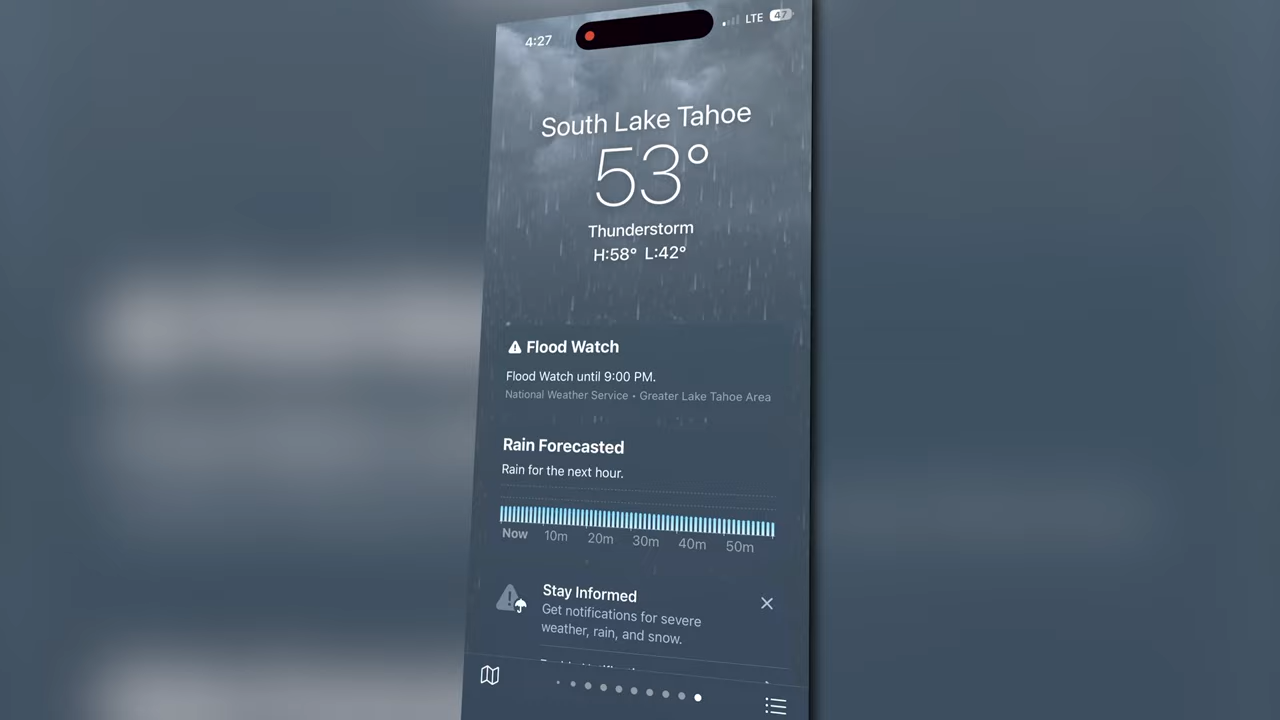 4:27
LTE 47
South Lake Tahoe
53°
Thunderstorm
H:58° L:42°
Flood Watch
Flood Watch until 9:00 PM.
National Weather Service • Greater Lake Tahoe Area
Rain Forecasted
Rain for the next hour.
Now 10m 20m 30m 40m 50m
Stay Informed
Get notifications for severe
weather, rain, and snow.